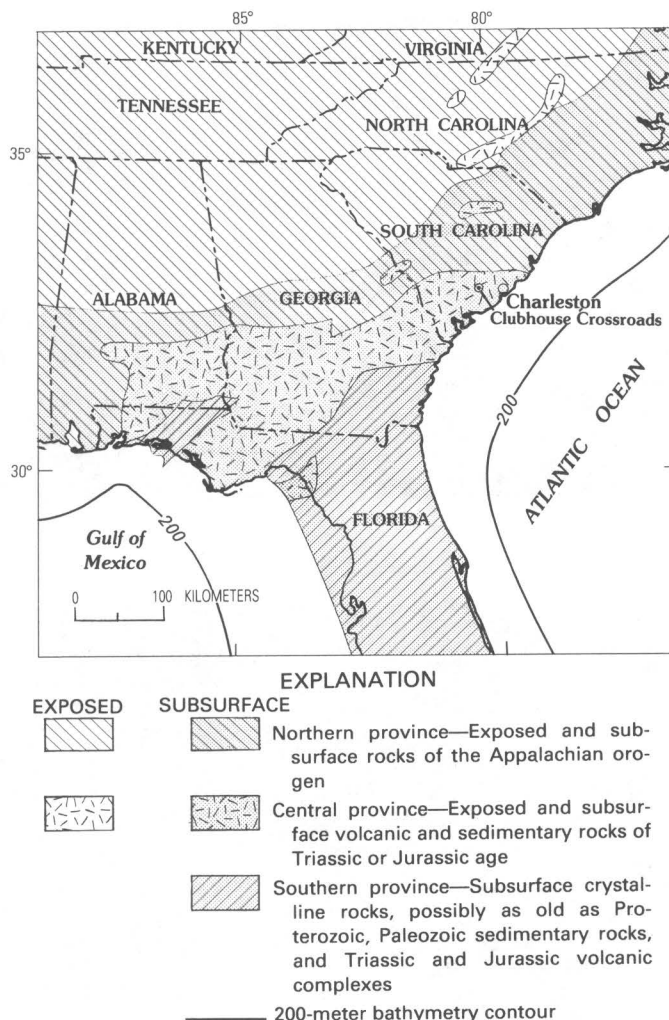 85° 80°
KENTUCKY VIRGINIA
TENNESSEE
NORTH CAROLINA
35°
SOUTH CAROLINA
ALABAMA GEORGIA
Charleston
Clubhouse Crossroads
200
ATLANTIC OCEAN
30°
200
FLORIDA
Gulf of
Mexico
0 100 KILOMETERS
EXPLANATION
EXPOSED SUBSURFACE
Northern province—Exposed and sub-
surface rocks of the Appalachian oro-
gen
Central province—Exposed and subsur-
face volcanic and sedimentary rocks of
Triassic or Jurassic age
Southern province—Subsurface crystal-
line rocks, possibly as old as Pro-
terozoic, Paleozoic sedimentary rocks,
and Triassic and Jurassic volcanic
complexes
200-meter bathymetry contour